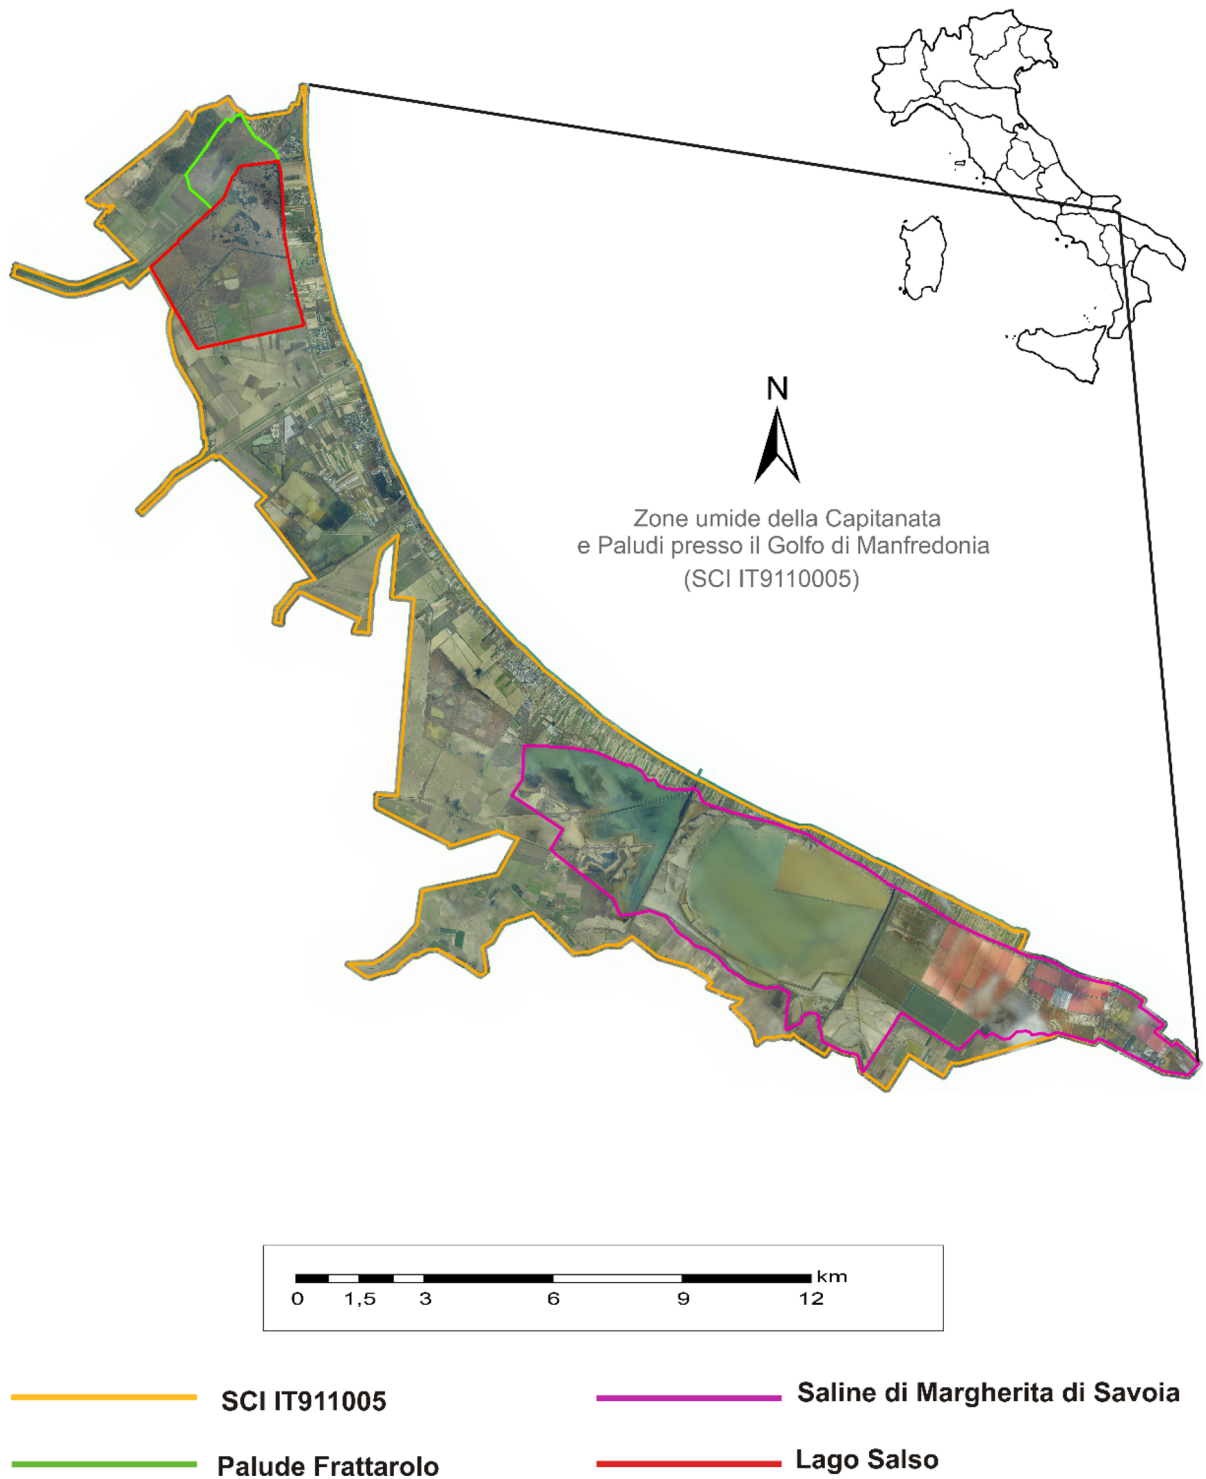 N
Zone umide della Capitanata
e Paludi presso il Golfo di Manfredonia
(SCI IT9110005)
km
0 1,5 3 6 9 12
SCI IT911005
Saline di Margherita di Savoia
Palude Frattarolo
Lago Salso